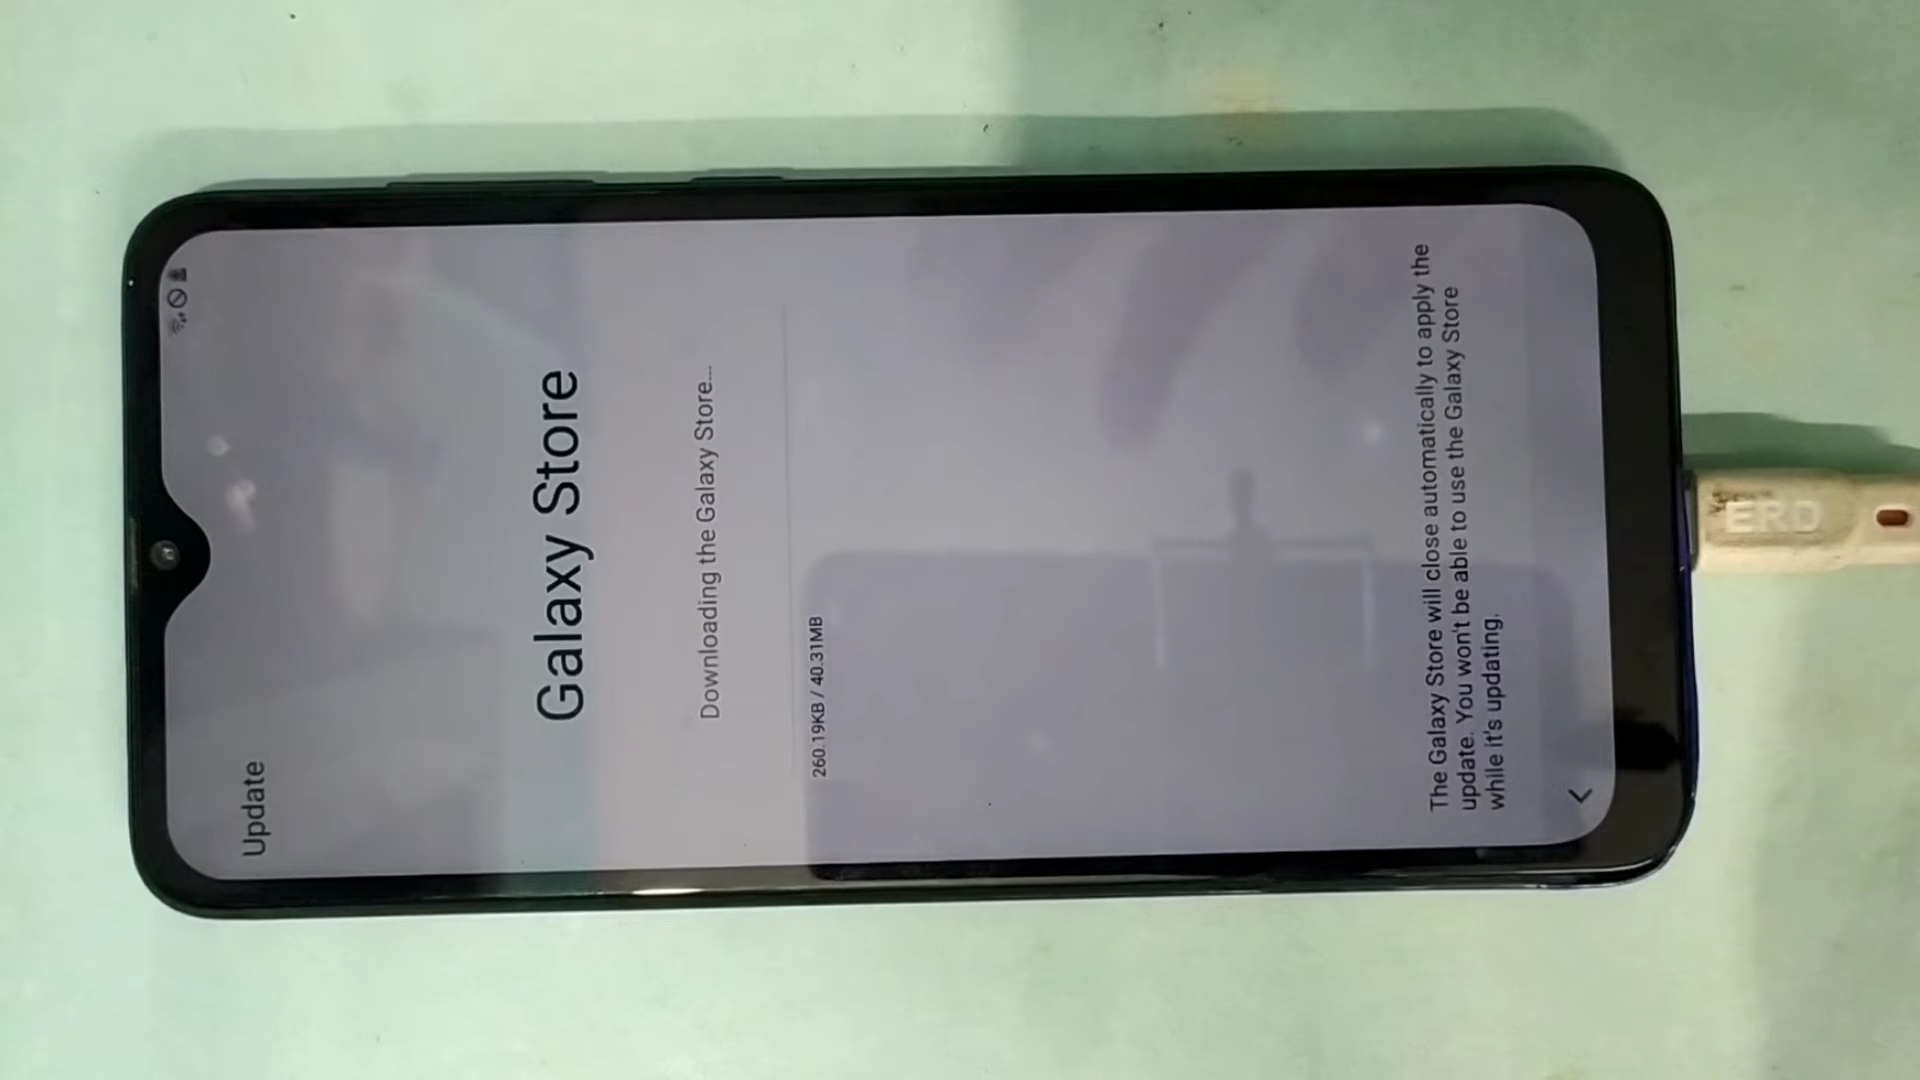 Update
Galaxy Store
Downloading the Galaxy Store...
260.19KB / 40.31MB
The Galaxy Store will close automatically to apply the
update. You won't be able to use the Galaxy Store
while it's updating.
ERD